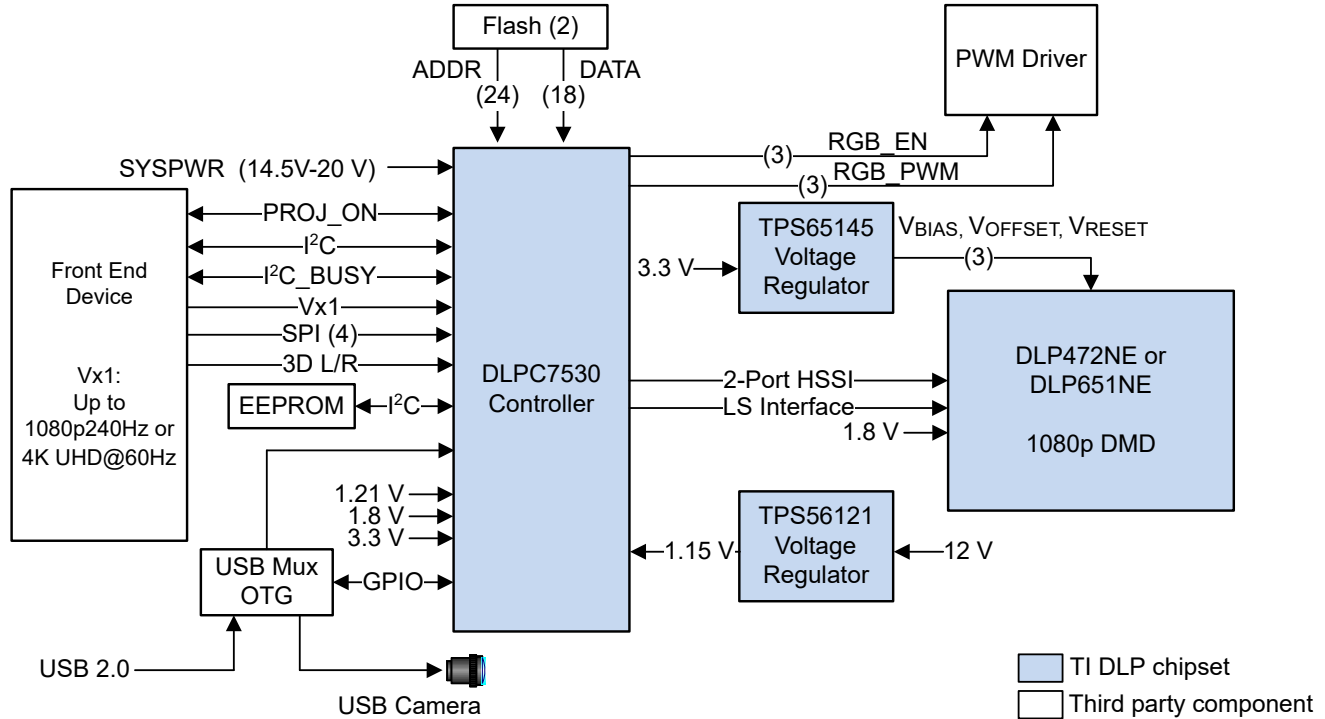 Flash (2)
ADDR
DATA
(24)
(18)
PWM Driver
RGB_EN
(3)
RGB_PWM
(3)
SYSPWR (14.5V-20 V)
PROJ_ON
I²C
I²C_BUSY
Vx1
SPI (4)
3D L/R
Front End
Device
Vx1:
Up to
1080p240Hz or
4K UHD@60Hz
EEPROM
I²C
DLPC7530
Controller
TPS65145
Voltage
Regulator
3.3 V
VBIAS, VOFFSET, VRESET
(3)
2-Port HSSI
LS Interface
1.8 V
DLP472NE or
DLP651NE
1080p DMD
1.21 V
1.8 V
3.3 V
USB Mux
OTG
GPIO
1.15 V
TPS56121
Voltage
Regulator
12 V
USB 2.0
USB Camera
TI DLP chipset
Third party component